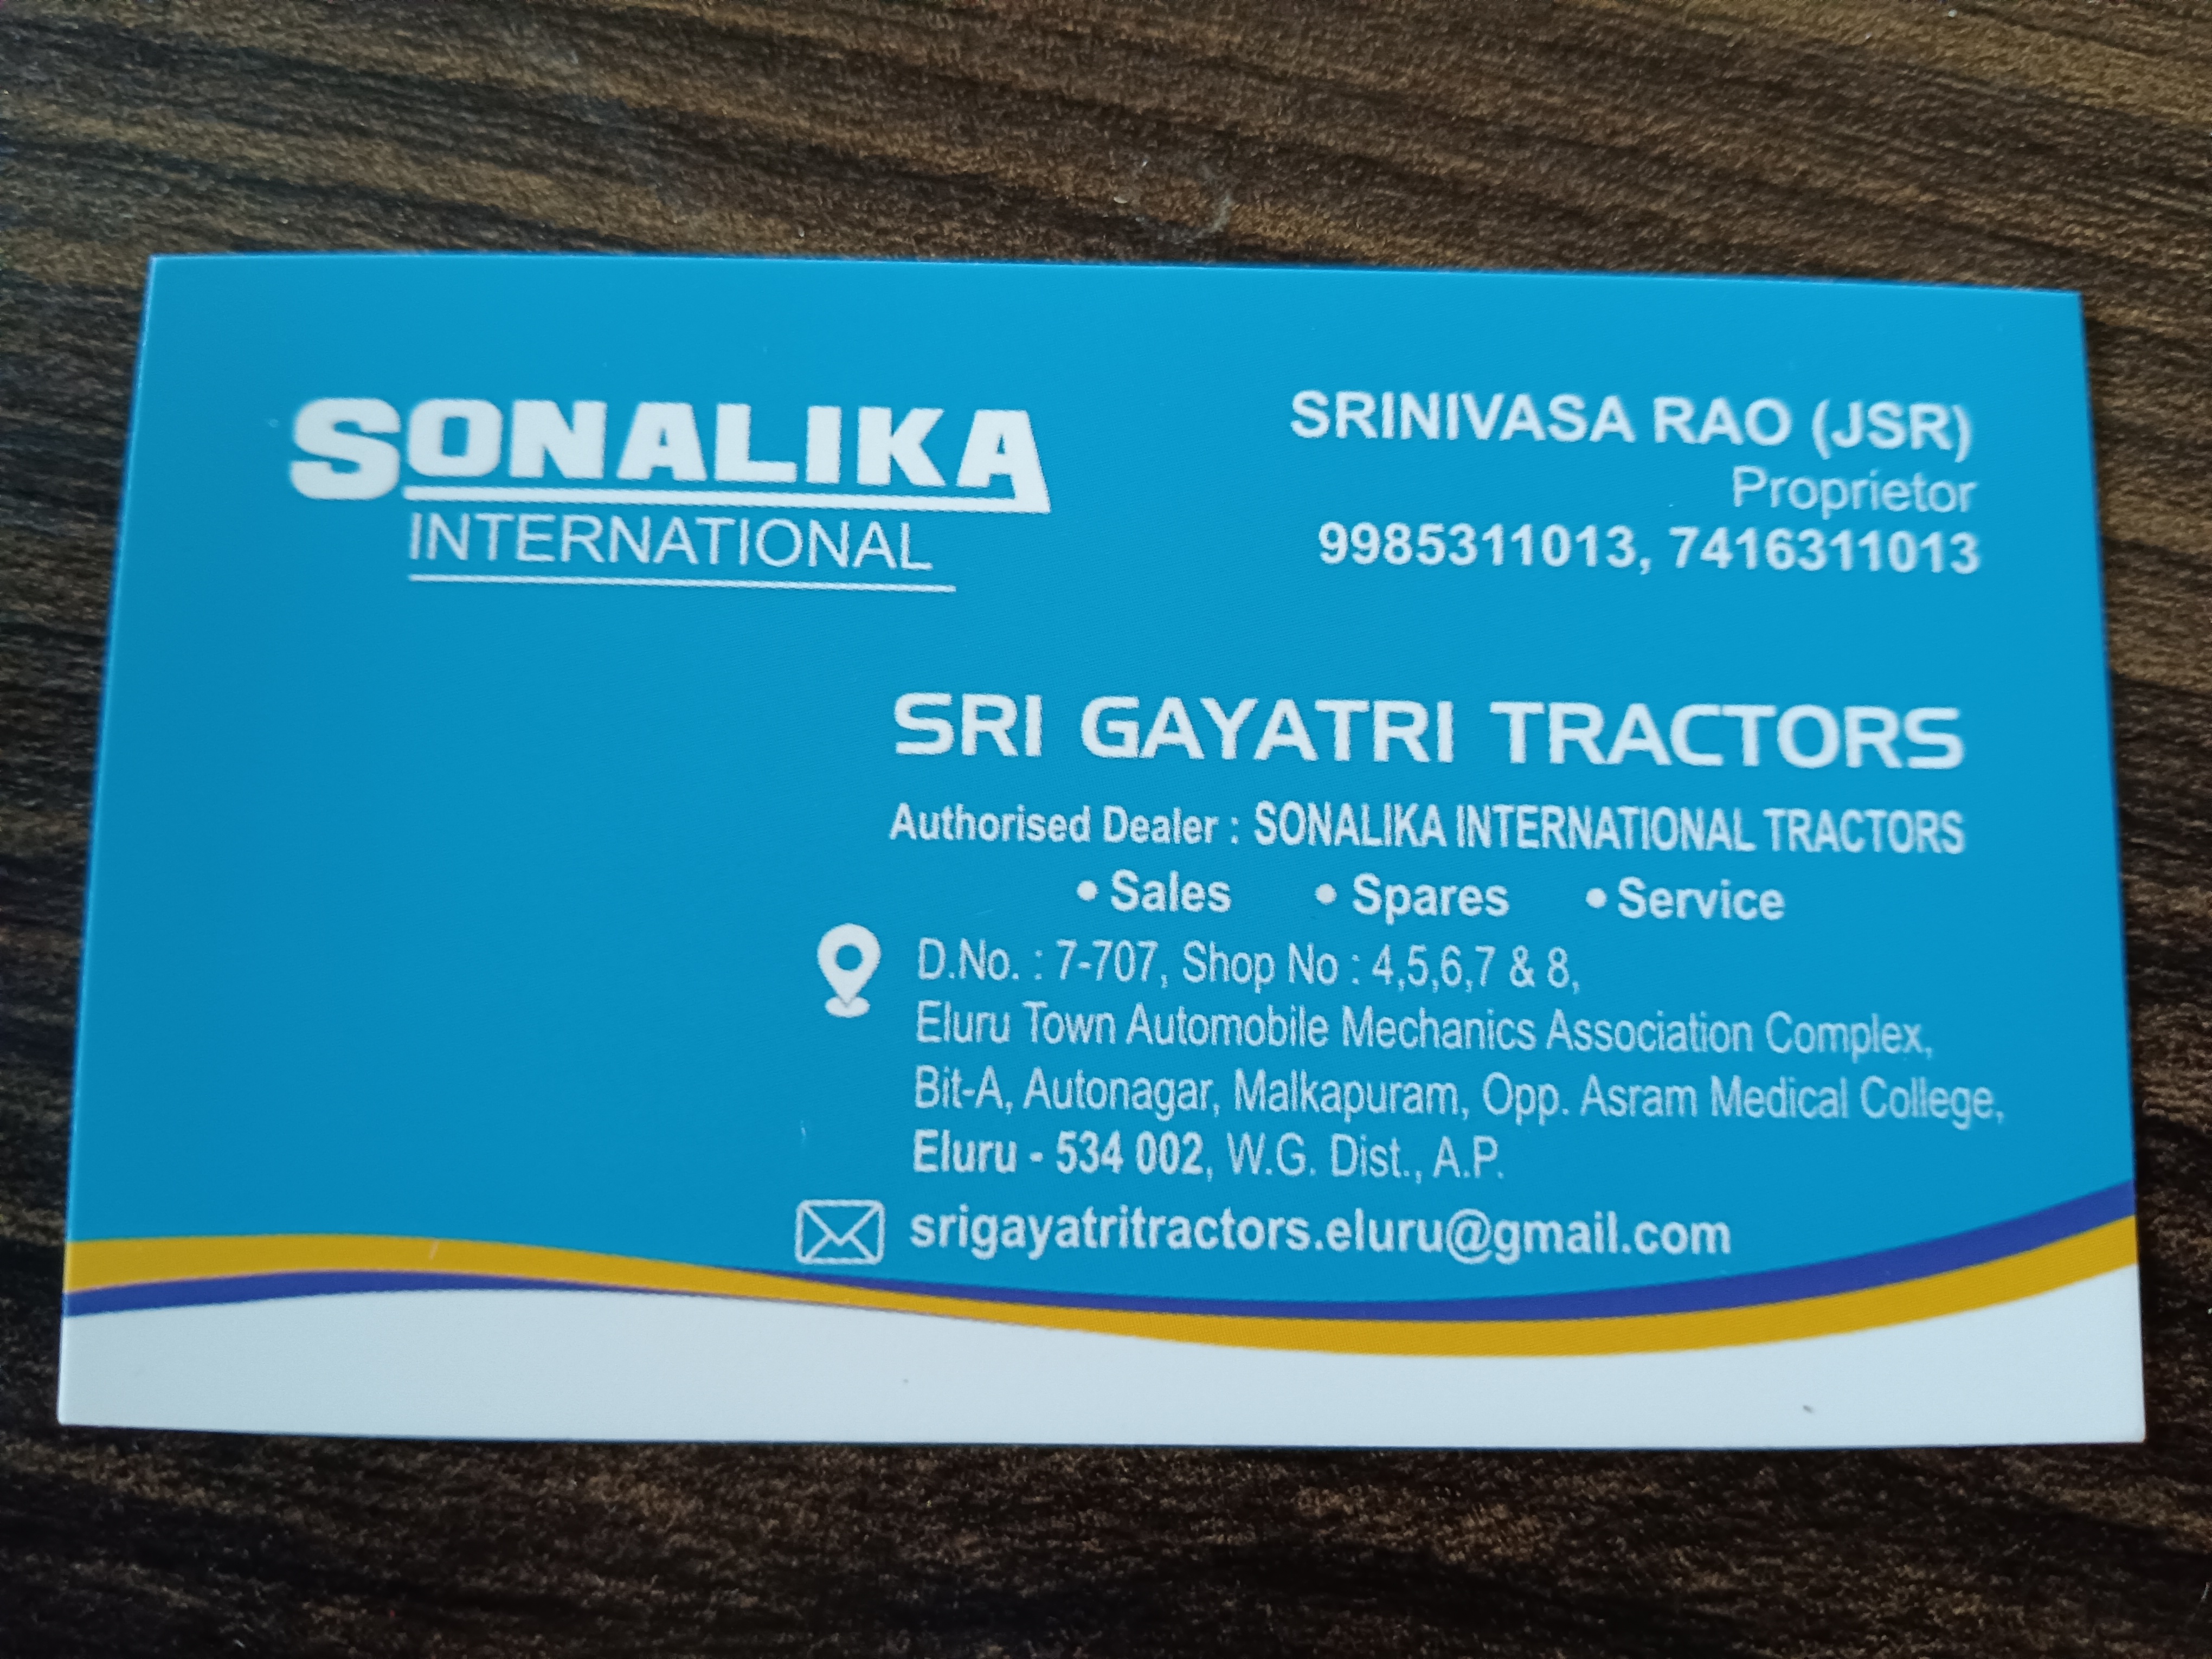 SONALIKA
INTERNATIONAL
SRINIVASA RAO (JSR)
Proprietor
9985311013, 7416311013
SRI GAYATRI TRACTORS
Authorised Dealer : SONALIKA INTERNATIONAL TRACTORS
• Sales • Spares • Service
D.No. : 7-707, Shop No : 4,5,6,7 & 8,
Eluru Town Automobile Mechanics Association Complex,
Bit-A, Autonagar, Malkapuram, Opp. Asram Medical College,
Eluru - 534 002, W.G. Dist., A.P.
srigayatritractors.eluru@gmail.com